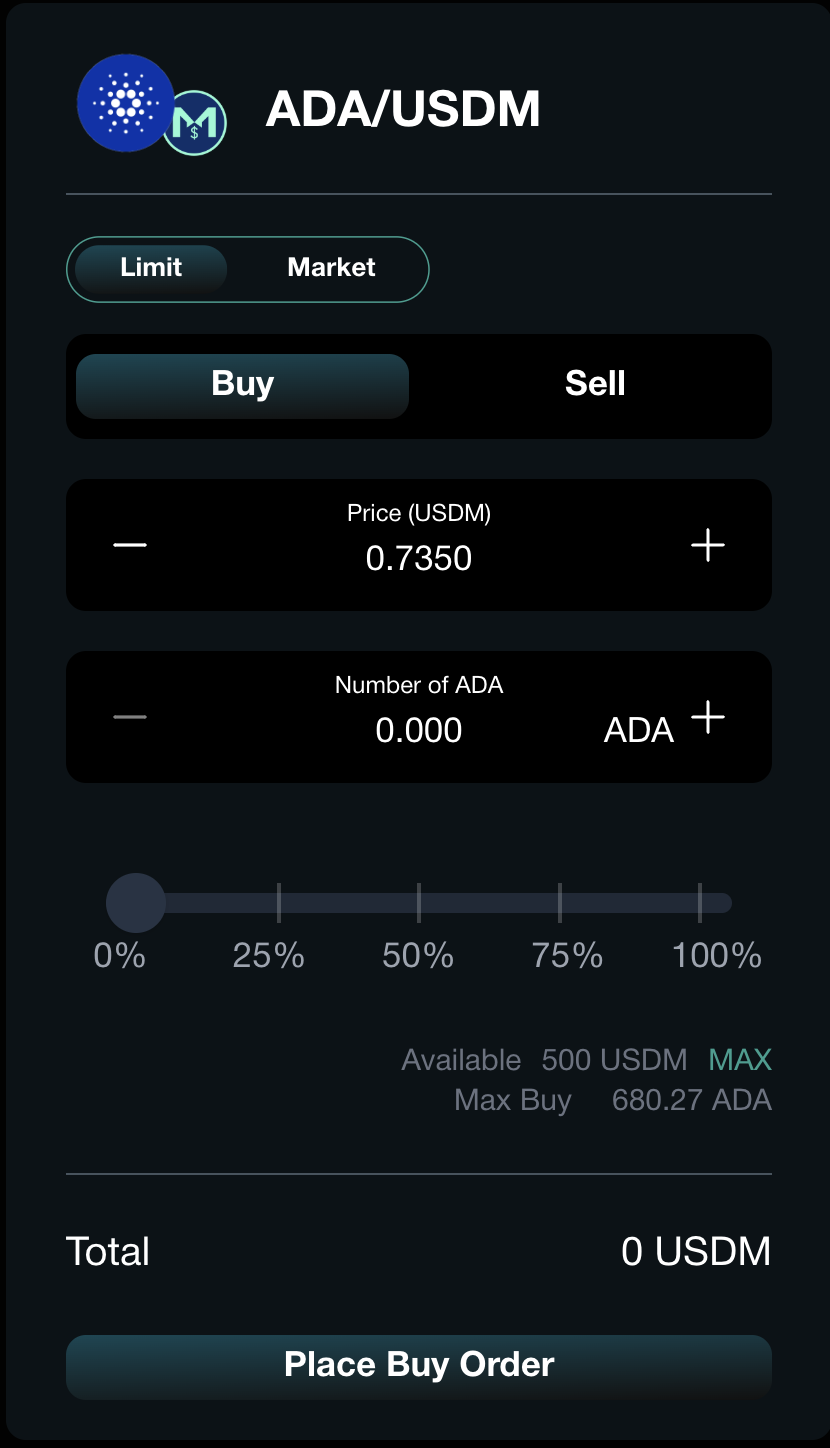 M
$
ADA/USDM
Limit Market
Buy Sell
Price (USDM)
— 0.7350 +
Number of ADA
— 0.000 ADA +
0% 25% 50% 75% 100%
Available 500 USDM MAX
Max Buy 680.27 ADA
Total 0 USDM
Place Buy Order